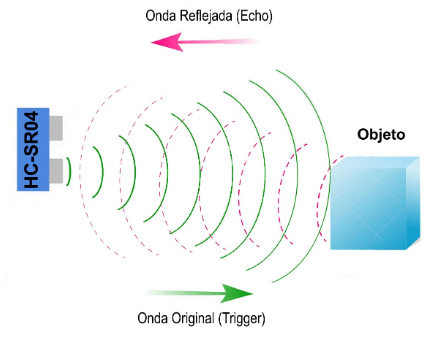 Onda Reflejada (Echo)
HC-SR04
Objeto
Onda Original (Trigger)